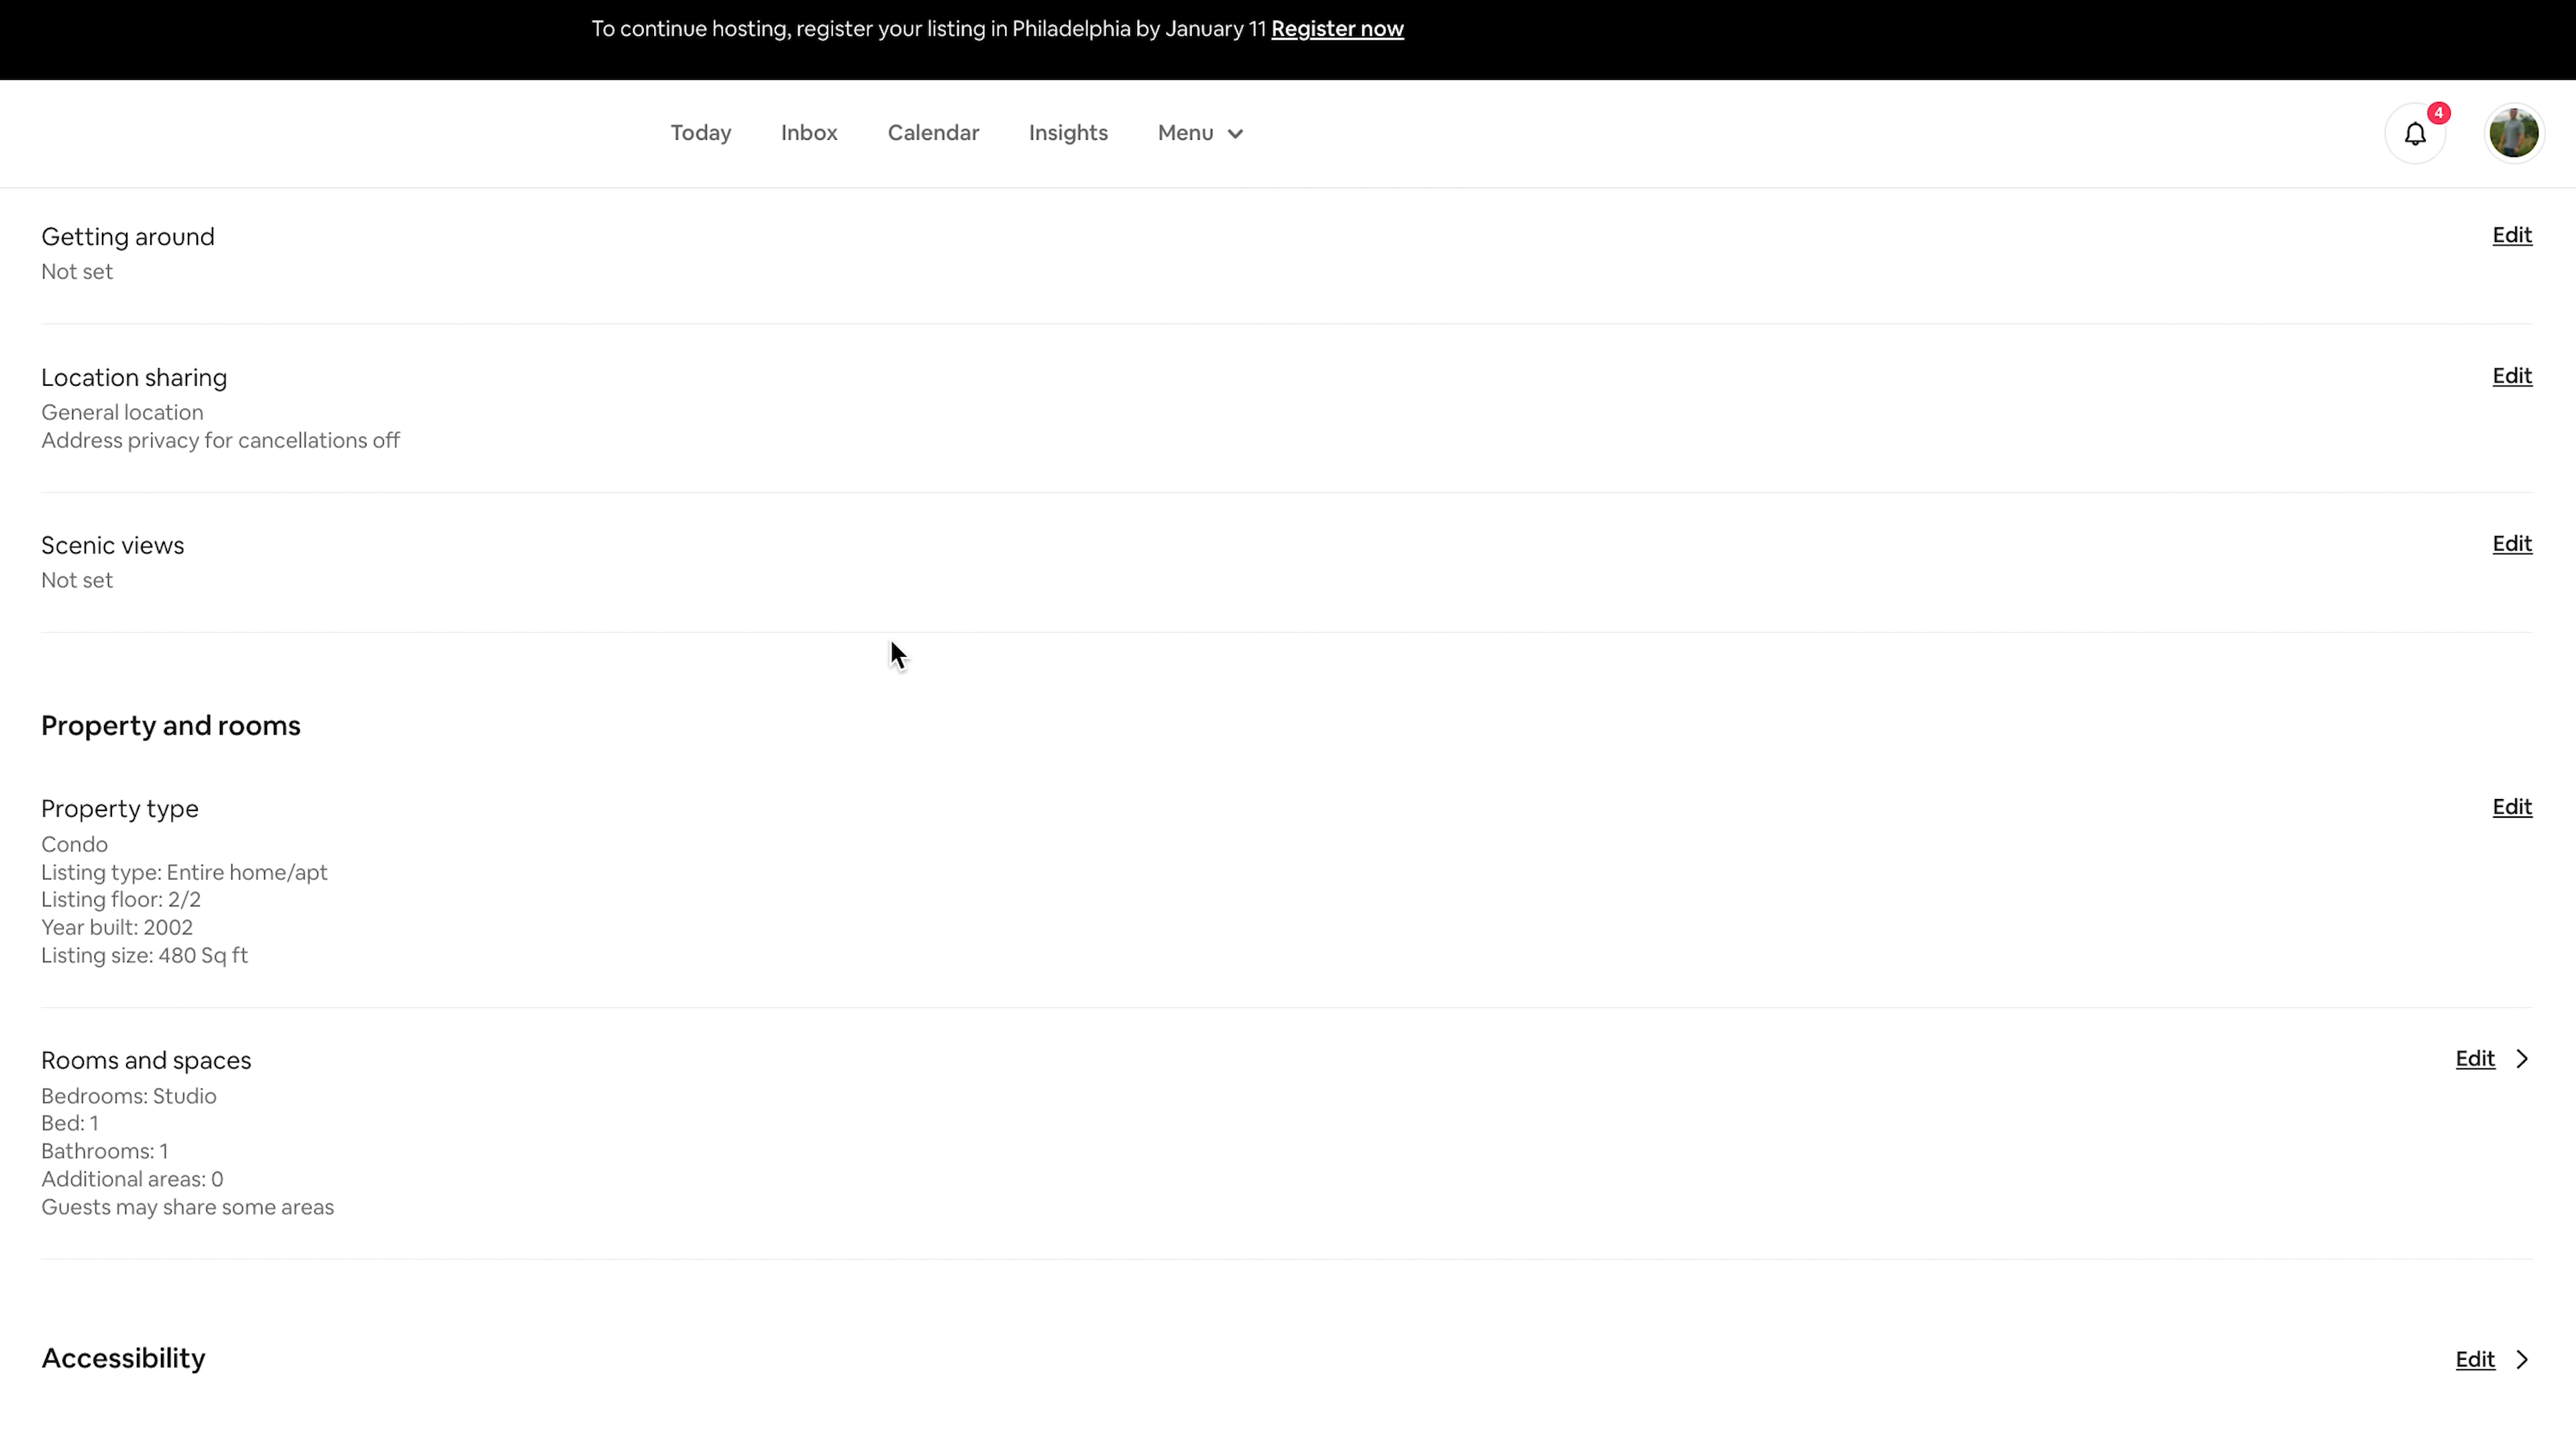 To continue hosting, register your listing in Philadelphia by January 11 Register now
Today Inbox Calendar Insights Menu
4
Getting around Edit
Not set
Location sharing Edit
General location
Address privacy for cancellations off
Scenic views Edit
Not set
Property and rooms
Property type Edit
Condo
Listing type: Entire home/apt
Listing floor: 2/2
Year built: 2002
Listing size: 480 Sq ft
Rooms and spaces Edit
Bedrooms: Studio
Bed: 1
Bathrooms: 1
Additional areas: 0
Guests may share some areas
Accessibility Edit